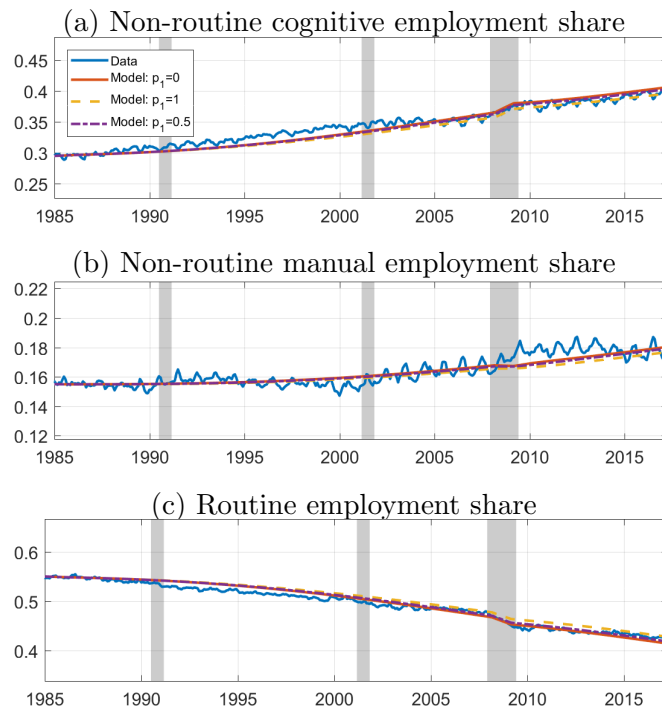 (a) Non-routine cognitive employment share
0.45
0.4
0.35
0.3
0.25
Data
Model: p_1=0
Model: p_1=1
Model: p_1=0.5
1985 1990 1995 2000 2005 2010 2015
(b) Non-routine manual employment share
0.22
0.2
0.18
0.16
0.14
0.12
1985 1990 1995 2000 2005 2010 2015
(c) Routine employment share
0.6
0.5
0.4
1985 1990 1995 2000 2005 2010 2015